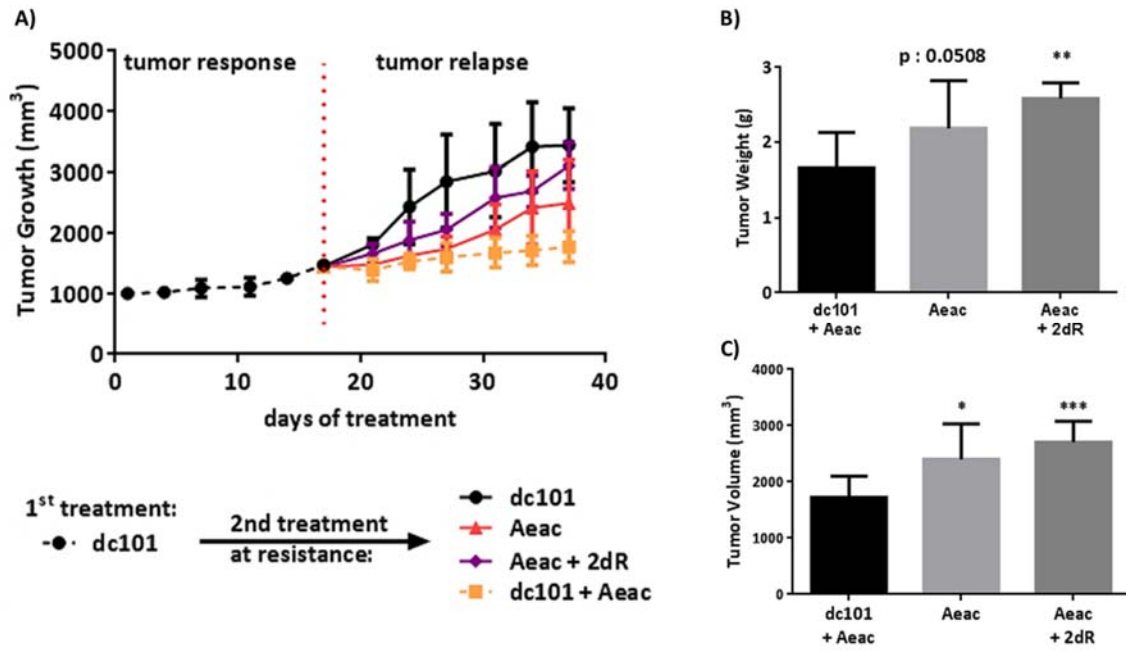 A)
tumor response
tumor relapse
Tumor Growth (mm³)
5000
4000
3000
2000
1000
0
0
10
20
30
40
days of treatment
1st treatment:
dc101
2nd treatment
at resistance:
dc101
Aeac
Aeac + 2dR
dc101 + Aeac
B)
p : 0.0508
**
Tumor Weight (g)
3
2
1
0
dc101
+ Aeac
Aeac
Aeac
+ 2dR
C)
*
***
Tumor Volume (mm³)
4000
3000
2000
1000
0
dc101
+ Aeac
Aeac
Aeac
+ 2dR